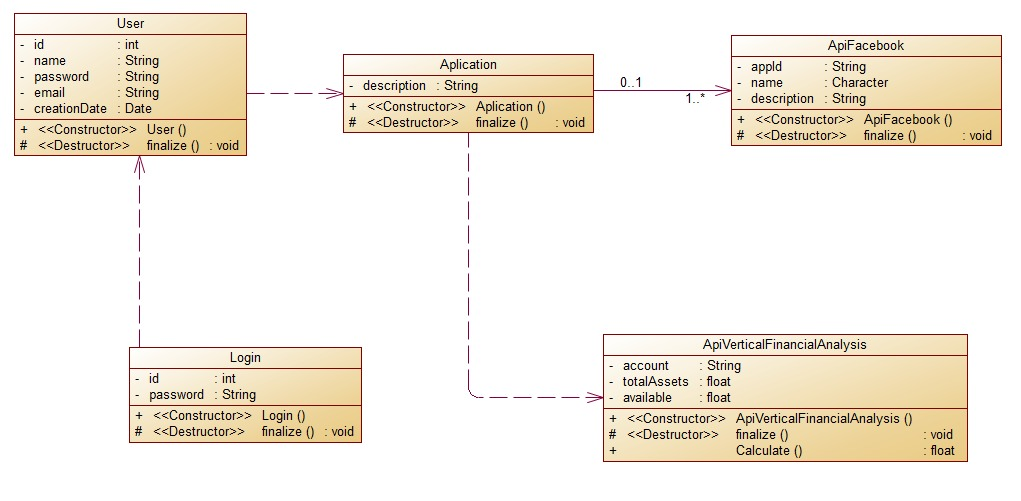 User
- id : int
- name : String
- password : String
- email : String
- creationDate : Date
+ <<Constructor>> User ()
# <<Destructor>> finalize () : void
Aplication
- description : String
+ <<Constructor>> Aplication ()
# <<Destructor>> finalize () : void
0..1
1..*
ApiFacebook
- appId : String
- name : Character
- description : String
+ <<Constructor>> ApiFacebook ()
# <<Destructor>> finalize () : void
Login
- id : int
- password : String
+ <<Constructor>> Login ()
# <<Destructor>> finalize () : void
ApiVerticalFinancialAnalysis
- account : String
- totalAssets : float
- available : float
+ <<Constructor>> ApiVerticalFinancialAnalysis ()
# <<Destructor>> finalize () : void
+ Calculate () : float